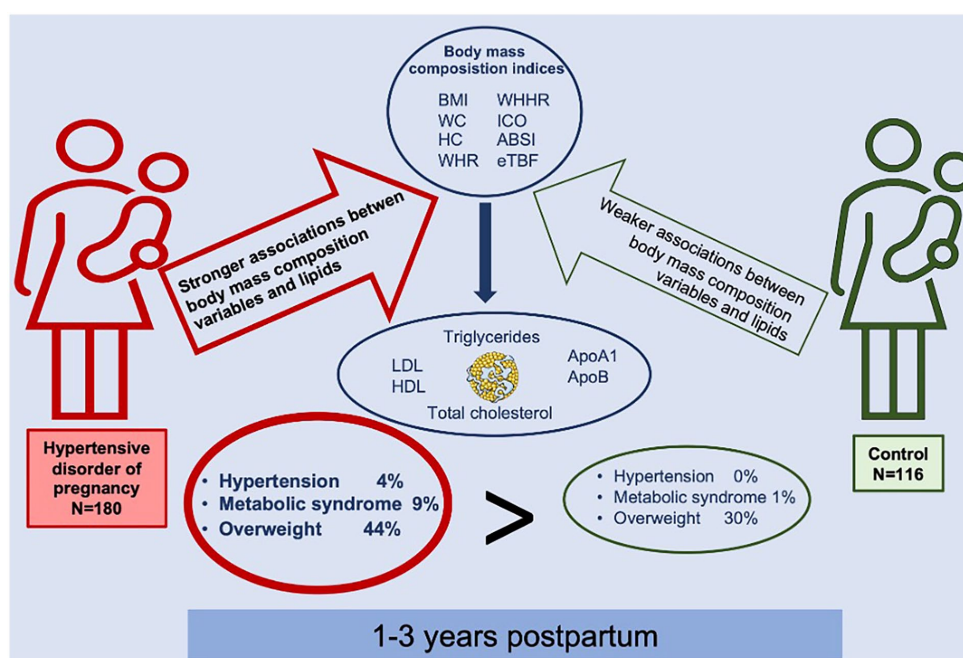 Body mass
composistion indices
BMI WHHR
WC ICO
HC ABSI
WHR eTBF
Stronger associations betwen
body mass composition
variables and lipids
Weaker associations between
body mass composition
variables and lipids
Triglycerides
LDL
HDL
ApoA1
ApoB
Total cholesterol
Hypertensive
disorder of
pregnancy
N=180
• Hypertension 4%
• Metabolic syndrome 9%
• Overweight 44%
>
• Hypertension 0%
• Metabolic syndrome 1%
• Overweight 30%
Control
N=116
1-3 years postpartum